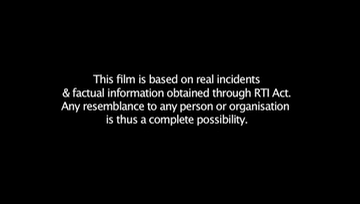 This film is based on real incidents
& factual information obtained through RTI Act.
Any resemblance to any person or organisation
is thus a complete possibility.